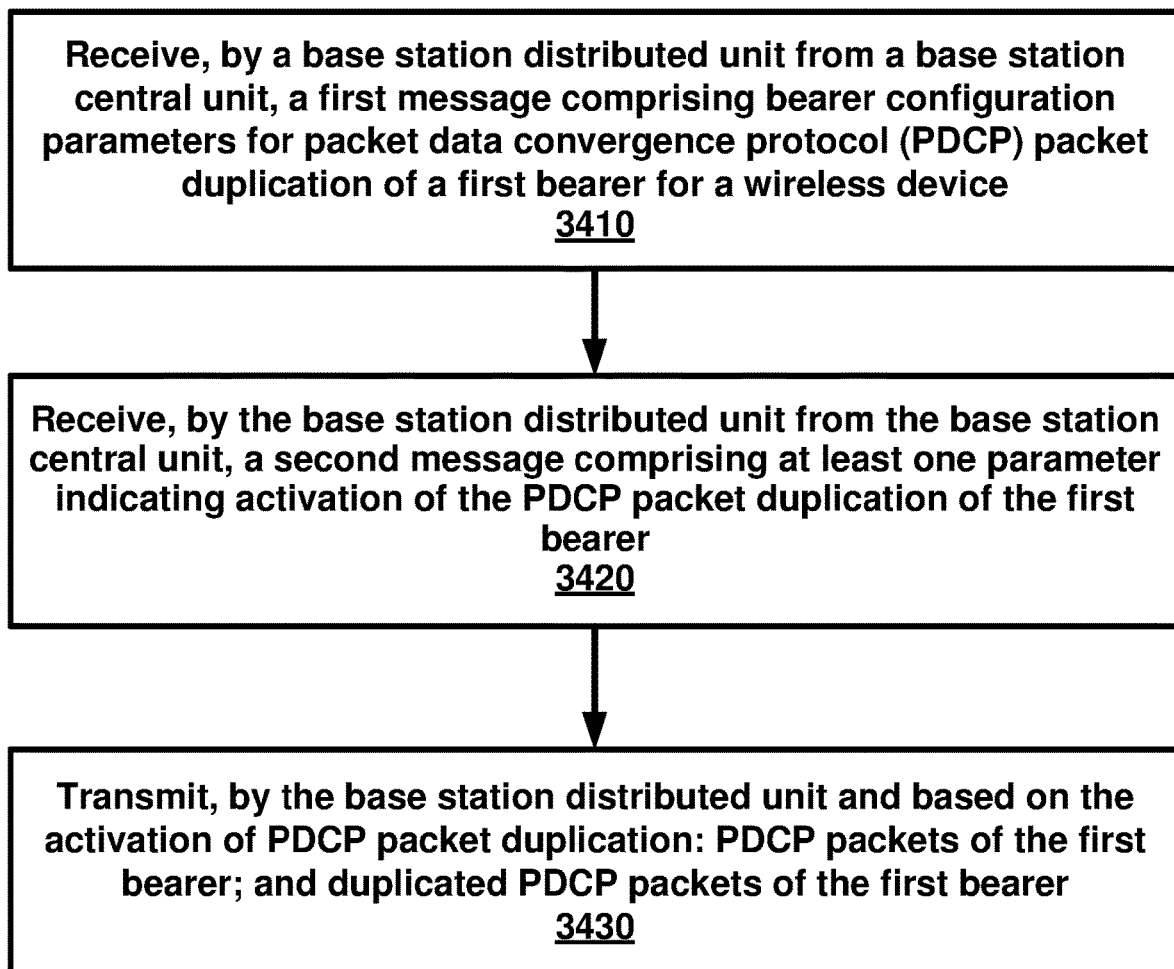 Receive, by a base station distributed unit from a base station
central unit, a first message comprising bearer configuration
parameters for packet data convergence protocol (PDCP) packet
duplication of a first bearer for a wireless device
3410
Receive, by the base station distributed unit from the base station
central unit, a second message comprising at least one parameter
indicating activation of the PDCP packet duplication of the first
bearer
3420
Transmit, by the base station distributed unit and based on the
activation of PDCP packet duplication: PDCP packets of the first
bearer; and duplicated PDCP packets of the first bearer
3430